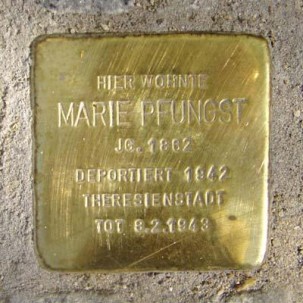 HIER WOHNTE
MARIE PFUNGST
JG. 1862
DEPORTIERT 1942
THERESIENSTADT
TOT 8.2.1943